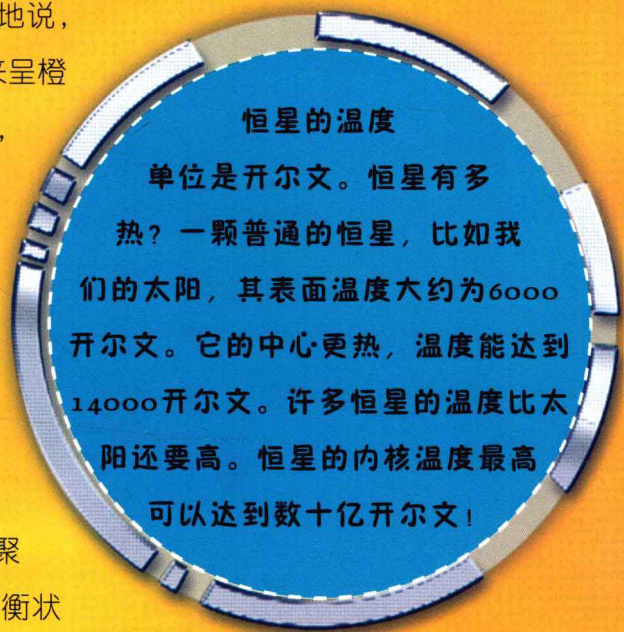 地说，
呈橙
，
恒星的温度
单位是开尔文。恒星有多
热？一颗普通的恒星，比如我
们的太阳，其表面温度大约为6000
开尔文。它的中心更热，温度能达到
14000开尔文。许多恒星的温度比太
阳还要高。恒星的内核温度最高
可以达到数十亿开尔文！
聚
衡状